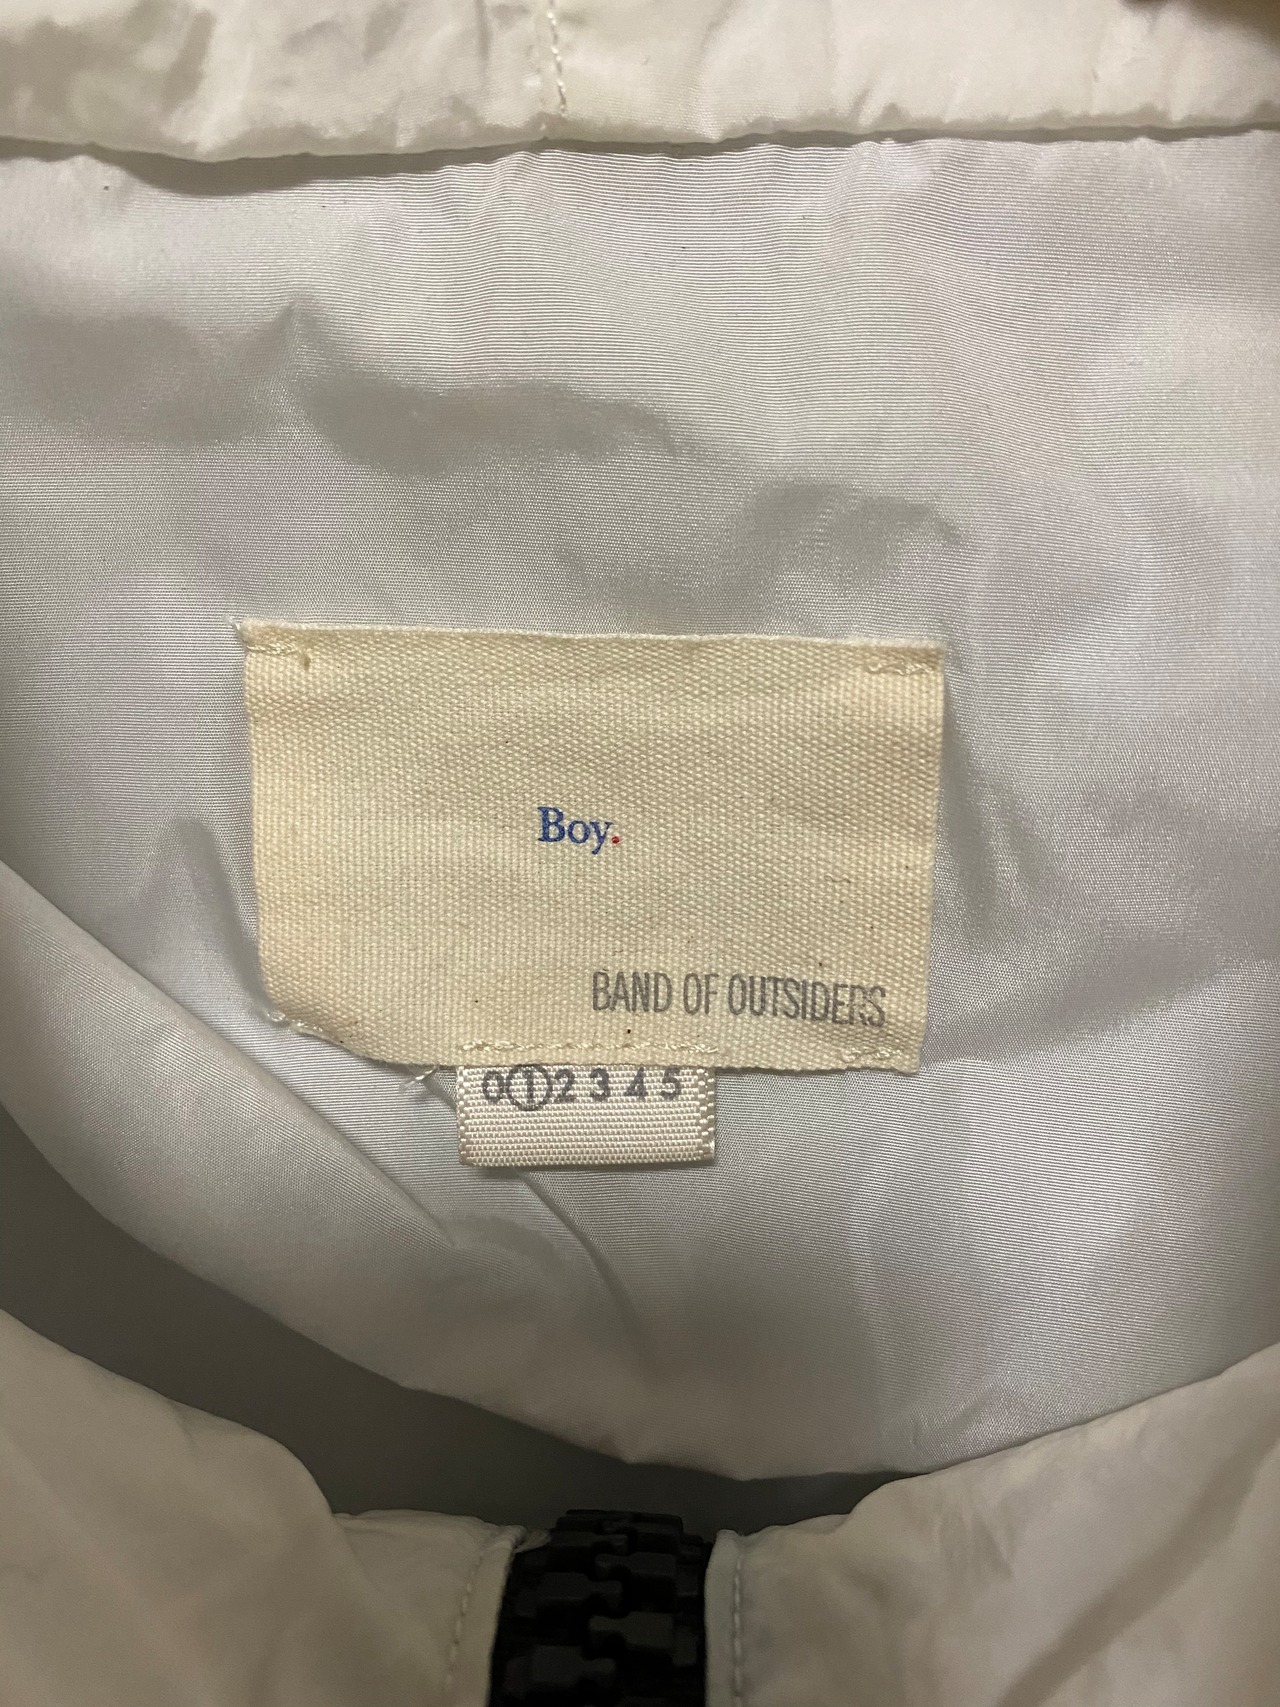 Boy.
BAND OF OUTSIDERS
0 1 2 3 4 5